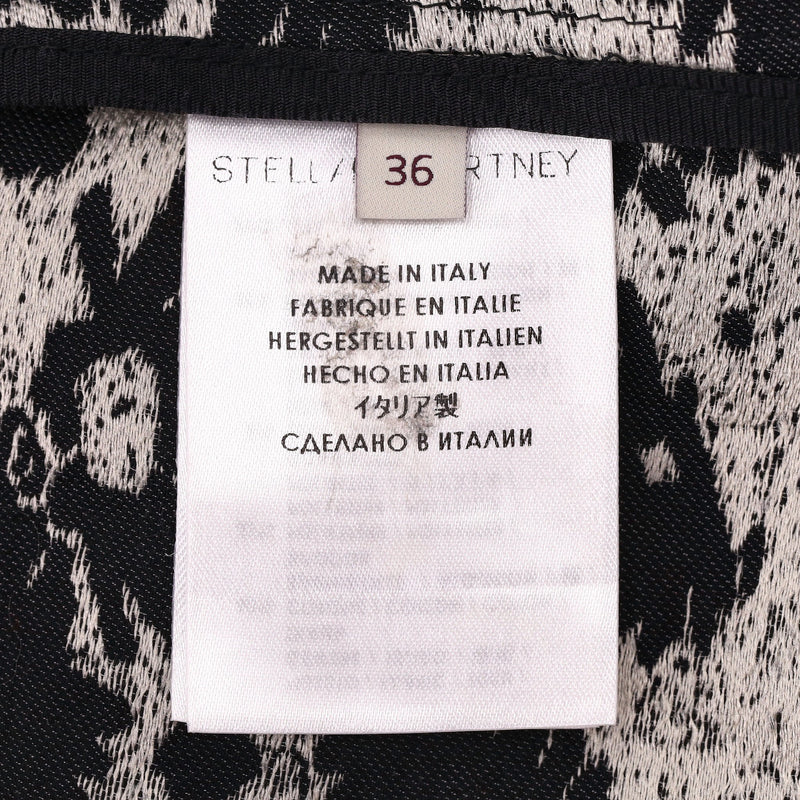 STELLA RTNEY
36
MADE IN ITALY
FABRIQUE EN ITALIE
HERGESTELLT IN ITALIEN
HECHO EN ITALIA
イタリア製
СДЕЛАНО В ИТАЛИИ